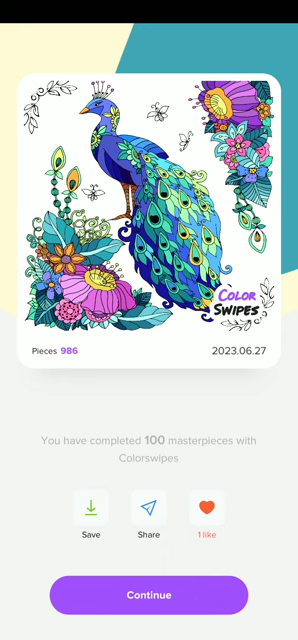 COLOR
SWIPES
Pieces 986
2023.06.27
You have completed 100 masterpieces with
Colorswipes
Save
Share
1 like
Continue